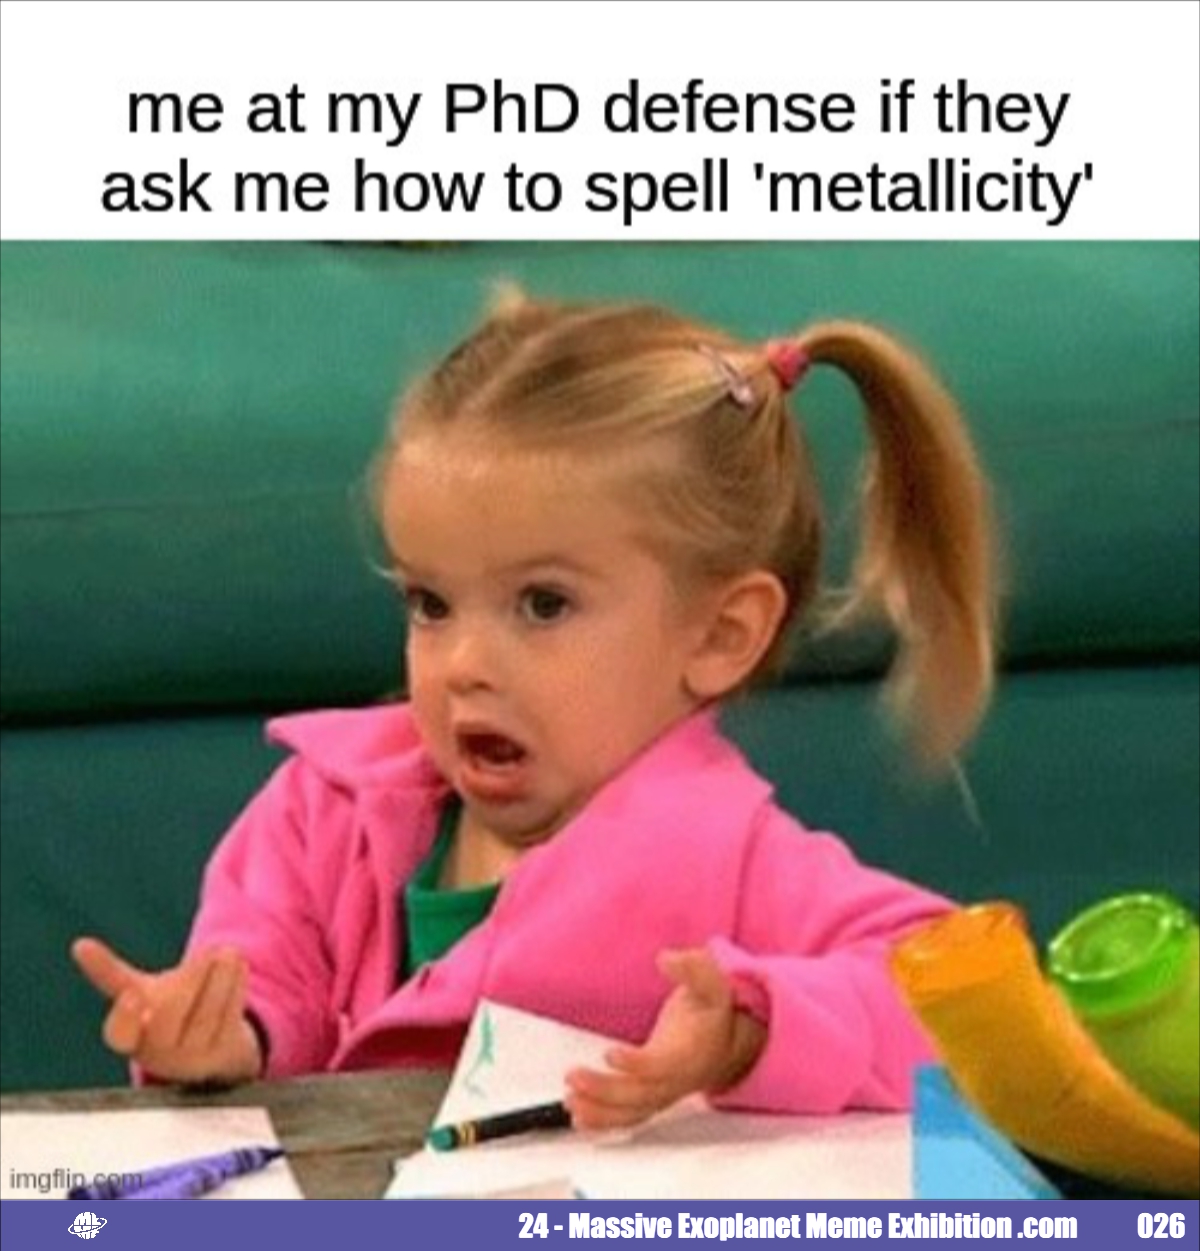 me at my PhD defense if they
ask me how to spell 'metallicity'
imgflip.com
24 - Massive Exoplanet Meme Exhibition .com 026